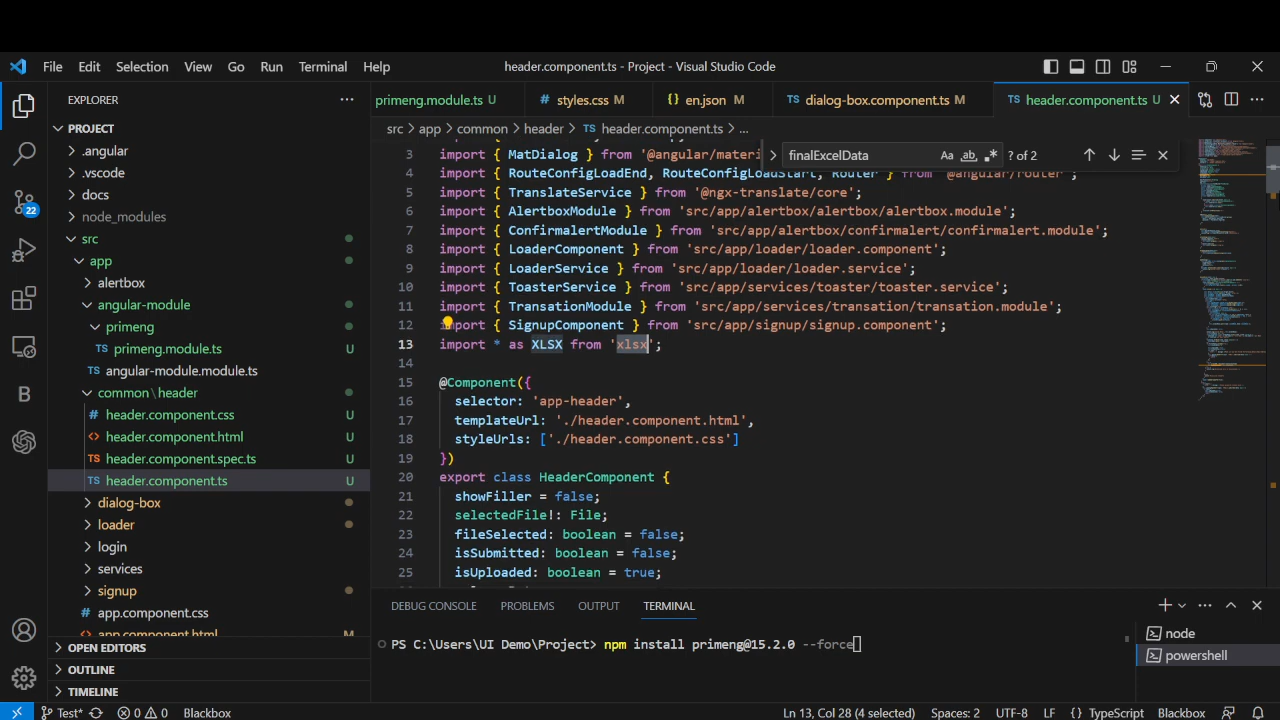 File Edit Selection View Go Run Terminal Help
header.component.ts - Project - Visual Studio Code
EXPLORER
PROJECT
.angular
.vscode
docs
node_modules
src
app
alertbox
angular-module
primeng
TS primeng.module.ts U
TS angular-module.module.ts U
common\header
# header.component.css U
<> header.component.html U
TS header.component.spec.ts U
TS header.component.ts U
dialog-box
loader
login
services
signup
app.component.css
<> app.component.html M
OPEN EDITORS
OUTLINE
TIMELINE
22
primeng.module.ts U
# styles.css M
{} en.json M
TS dialog-box.component.ts M
TS header.component.ts U
src > app > common > header > TS header.component.ts > ...
finalExcelData Aa ab .* ? of 2
3 import { MatDialog } from '@angular/materi
4 import { RouteConfigLoadEnd, RouteConfigLoadStart, Router } from '@angular/router';
5 import { TranslateService } from '@ngx-translate/core';
6 import { AlertboxModule } from 'src/app/alertbox/alertbox/alertbox.module';
7 import { ConfirmalertModule } from 'src/app/alertbox/confirmalert/confirmalert.module';
8 import { LoaderComponent } from 'src/app/loader/loader.component';
9 import { LoaderService } from 'src/app/loader/loader.service';
10 import { ToasterService } from 'src/app/services/toaster/toaster.service';
11 import { TransationModule } from 'src/app/services/transation/transation.module';
12 import { SignupComponent } from 'src/app/signup/signup.component';
13 import * as XLSX from 'xlsx';
14
15 @Component({
16 selector: 'app-header',
17 templateUrl: './header.component.html',
18 styleUrls: ['./header.component.css']
19 })
20 export class HeaderComponent {
21 showFiller = false;
22 selectedFile!: File;
23 fileSelected: boolean = false;
24 isSubmitted: boolean = false;
25 isUploaded: boolean = true;
DEBUG CONSOLE PROBLEMS OUTPUT TERMINAL
PS C:\Users\UI Demo\Project> npm install primeng@15.2.0 --force
node
powershell
Test* 0 0 Blackbox
Ln 13, Col 28 (4 selected) Spaces: 2 UTF-8 LF {} TypeScript Blackbox